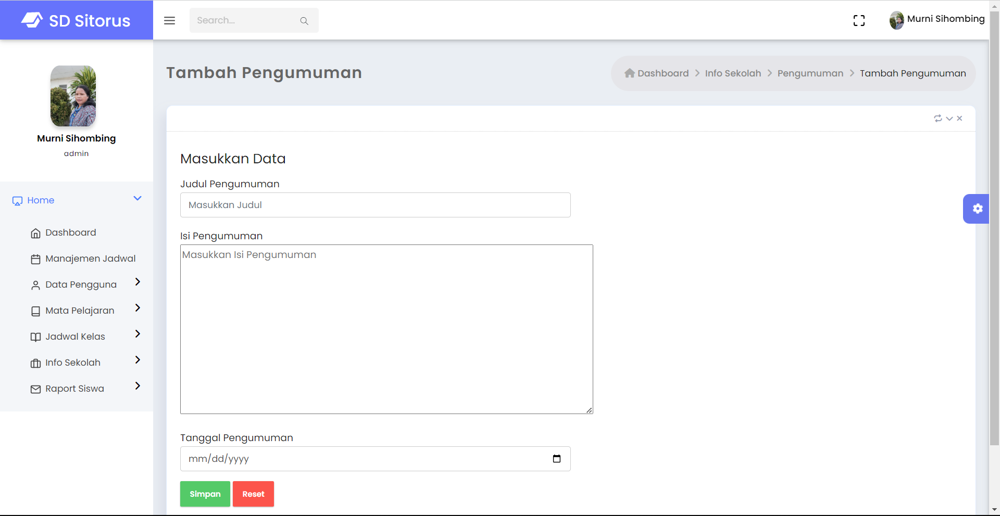 SD Sitorus
Search...
Murni Sihombing
Murni Sihombing
admin
Home
Dashboard
Manajemen Jadwal
Data Pengguna
Mata Pelajaran
Jadwal Kelas
Info Sekolah
Raport Siswa
Tambah Pengumuman
Dashboard > Info Sekolah > Pengumuman > Tambah Pengumuman
Masukkan Data
Judul Pengumuman
Masukkan Judul
Isi Pengumuman
Masukkan Isi Pengumuman
Tanggal Pengumuman
mm/dd/yyyy
Simpan Reset